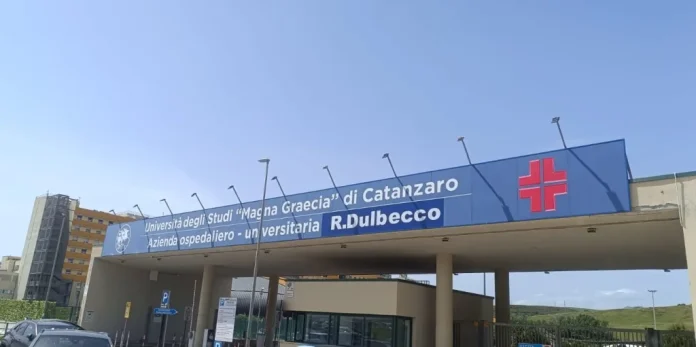 Università degli Studi "Magna Graecia" di Catanzaro
Azienda ospedaliero - universitaria R.Dulbecco
P
P